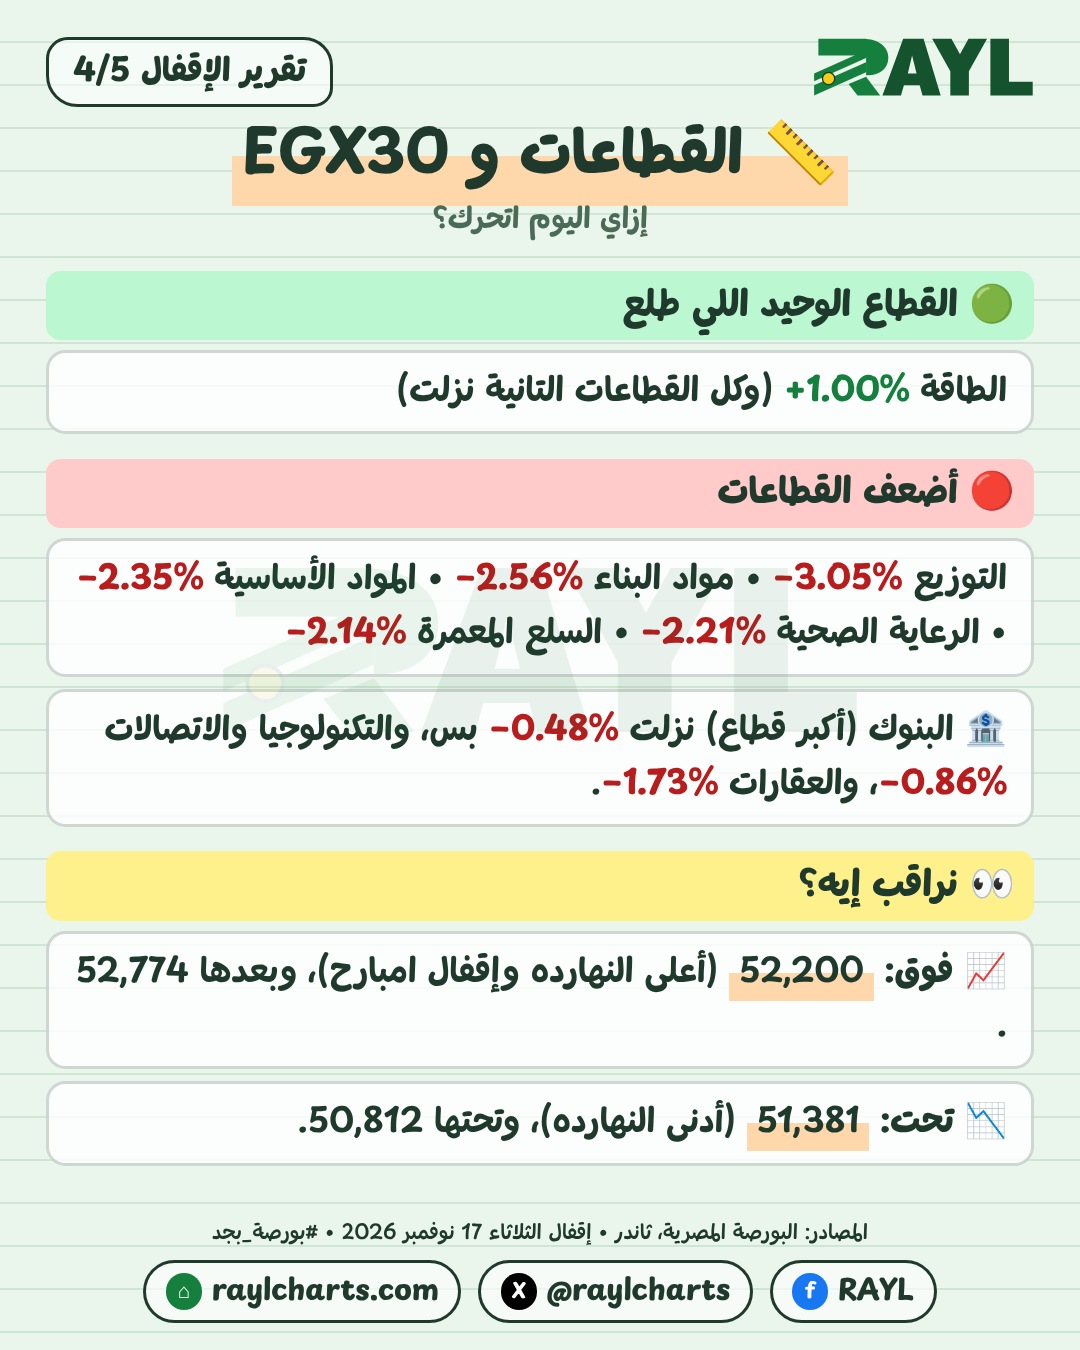 RAYL
تقرير الإقفال 4/5
📏 القطاعات و EGX30
إزاي اليوم اتحرك؟
🟢 القطاع الوحيد اللي طلع
الطاقة +1.00% (وكل القطاعات التانية نزلت)
🔴 أضعف القطاعات
التوزيع −3.05% • مواد البناء −2.56% • المواد الأساسية −2.35%
• الرعاية الصحية −2.21% • السلع المعمرة −2.14%
🏦 البنوك (أكبر قطاع) نزلت −0.48% بس، والتكنولوجيا والاتصالات
−0.86%، والعقارات −1.73%.
👀 نراقب إيه؟
📈 فوق: 52,200 (أعلى النهارده وإقفال امبارح)، وبعدها 52,774
.
📉 تحت: 51,381 (أدنى النهارده)، وتحتها 50,812.
المصادر: البورصة المصرية، ثاندر • إقفال الثلاثاء 17 نوفمبر 2026 • #بورصة_بجد
raylcharts.com
X @raylcharts
f RAYL